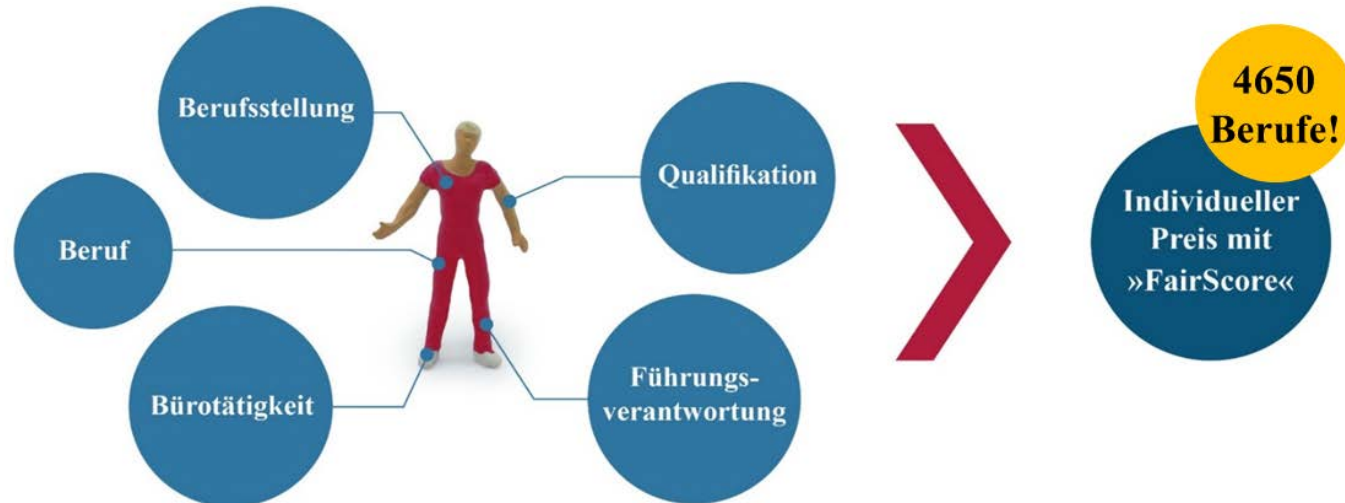 Berufsstellung
Qualifikation
Beruf
Bürotätigkeit
Führungs-
verantwortung
4650
Berufe!
Individueller
Preis mit
»FairScore«